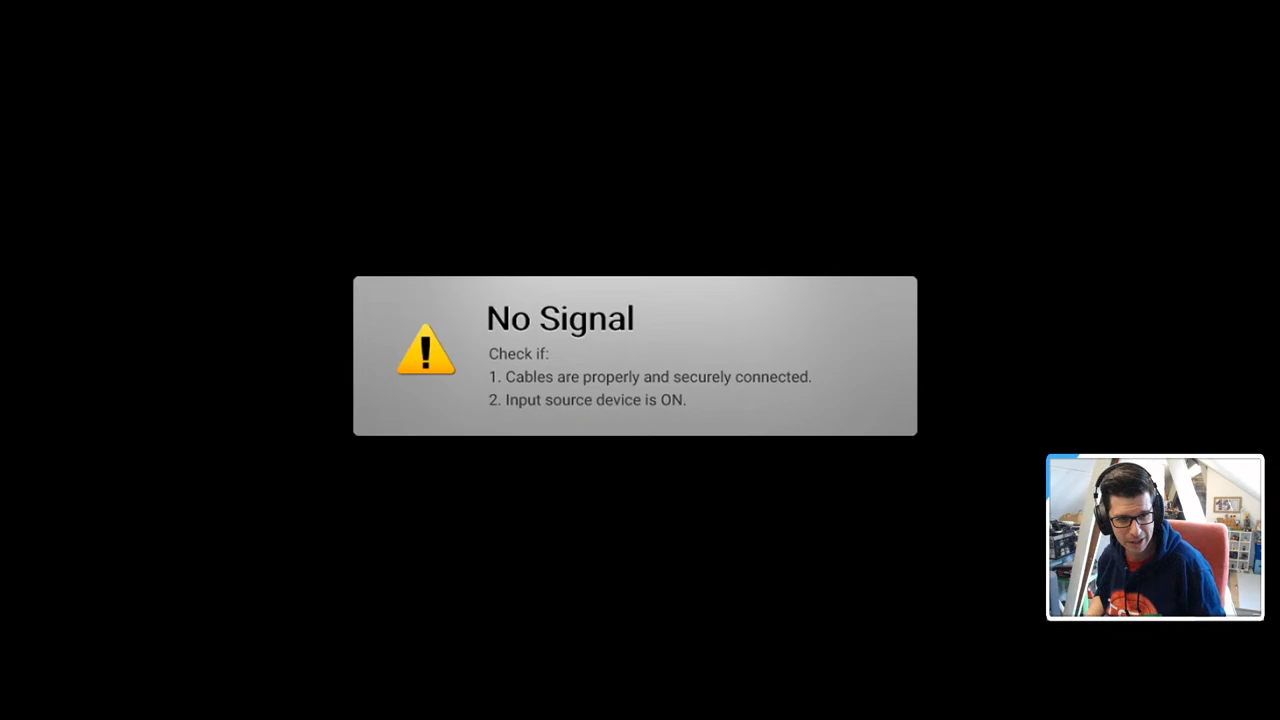 No Signal
Check if:
1. Cables are properly and securely connected.
2. Input source device is ON.